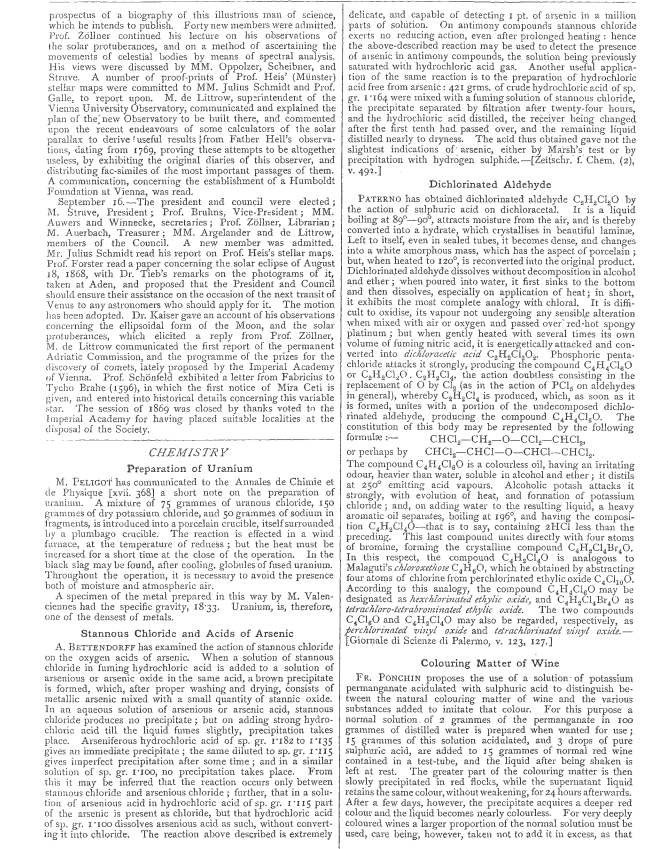 prospectus of a biography of this illustrious man of science,
which he intends to publish. Forty new members were admitted.
Prof. Zöllner continued his lecture on his observations of
the solar protuberances, and on a method of ascertaining the
movements of celestial bodies by means of spectral analysis.
His views were discussed by MM. Oppolzer, Scheibner, and
Struve. A number of proof-prints of Prof. Heis' (Münster)
stellar maps were committed to MM. Julius Schmidt and Prof.
Galle, to report upon. M. de Littrow, superintendent of the
Vienna University Observatory, communicated and explained the
plan of the new Observatory to be built there, and commented
upon the recent endeavours of some calculators of the solar
parallax to derive useful results from Father Hell's observa-
tions, dating from 1769, proving these attempts to be altogether
useless, by exhibiting the original diaries of this observer, and
distributing fac-similes of the most important passages of them.
A communication, concerning the establishment of a Humboldt
Foundation at Vienna, was read.
September 16.—The president and council were elected;
M. Strave, President; Prof. Bruhns, Vice-President; MM.
Auwers and Winnecke, secretaries; Prof. Zöllner, Librarian;
M. Auerbach, Treasurer; MM. Argelander and de Littrow,
members of the Council. A new member was admitted.
Mr. Julius Schmidt read his report on Prof. Heis's stellar maps.
Prof. Förster read a paper concerning the solar eclipse of August
18, 1868, with Dr. Tieb's remarks on the photograms of it,
taken at Aden, and proposed that the President and Council
should ensure their assistance on the occasion of the next transit of
Venus to any astronomers who should apply for it. The motion
has been adopted. Dr. Kaiser gave an account of his observations
concerning the ellipsoidal form of the Moon, and the solar
protuberances, which elicited a reply from Prof. Zöllner,
M. de Littrow communicated the first report of the permanent
Adriatic Commission, and the programme of the prizes for the
discovery of comets, lately proposed by the Imperial Academy
of Vienna. Prof. Schönfeld exhibited a letter from Fabricius to
Tycho Brahe (1596), in which the first notice of Mira Ceti is
given, and entered into historical details concerning this variable
star. The session of 1869 was closed by thanks voted to the
Imperial Academy for having placed suitable localities at the
disposal of the Society.
CHEMISTRY
Preparation of Uranium
M. PELIGOT has communicated to the Annales de Chimie et
de Physique [xvii. 368] a short note on the preparation of
uranium. A mixture of 75 grammes of uranous chloride, 150
grammes of dry potassium chloride, and 50 grammes of sodium in
fragments, is introduced into a porcelain crucible, itself surrounded
by a plumbago crucible. The reaction is effected in a wind
furnace, at the temperature of redness; but the heat must be
increased for a short time at the close of the operation. In the
black slag may be found, after cooling, globules of fused uranium.
Throughout the operation, it is necessary to avoid the presence
both of moisture and atmospheric air.
A specimen of the metal prepared in this way by M. Valen-
ciennes had the specific gravity, 18·33. Uranium, is, therefore,
one of the densest of metals.
Stannous Chloride and Acids of Arsenic
A. BETTENDORFF has examined the action of stannous chloride
on the oxygen acids of arsenic. When a solution of stannous
chloride in fuming hydrochloric acid is added to a solution of
arsenious or arsenic oxide in the same acid, a brown precipitate
is formed, which, after proper washing and drying, consists of
metallic arsenic mixed with a small quantity of stannic oxide.
In an aqueous solution of arsenious or arsenic acid, stannous
chloride produces no precipitate; but on adding strong hydro-
chloric acid till the liquid fumes slightly, precipitation takes
place. Arseniferous hydrochloric acid of sp. gr. 1·182 to 1·135
gives an immediate precipitate; the same diluted to sp. gr. 1·115
gives imperfect precipitation after some time; and in a similar
solution of sp. gr. 1·100, no precipitation takes place. From
this it may be inferred that the reaction occurs only between
stannous chloride and arsenious chloride; further, that in a solu-
tion of arsenic in hydrochloric acid of sp. gr. 1·115 part
of the arsenic is present as chloride, but that hydrochloric acid
of sp. gr. 1·100 dissolves arsenious acid as such, without convert-
ing it into chloride. The reaction above described is extremely
delicate, and capable of detecting 1 pt. of arsenic in a million
parts of solution. On antimony compounds stannous chloride
exerts no reducing action, even after prolonged heating: hence
the above-described reaction may be used to detect the presence
of arsenic in antimony compounds, the solution being previously
saturated with hydrochloric acid gas. Another useful applica-
tion of the same reaction is to the preparation of hydrochloric
acid free from arsenic: 421 grms. of crude hydrochloric acid of sp.
gr. 1·164 were mixed with a fuming solution of stannous chloride,
the precipitate separated by filtration after twenty-four hours,
and the hydrochloric acid distilled, the receiver being changed
after the first tenth had passed over, and the remaining liquid
distilled nearly to dryness. The acid thus obtained gave not the
slightest indications of arsenic, either by Marsh's test or by
precipitation with hydrogen sulphide.—[Zeitschr. f. Chem. (2),
v. 492.]
Dichlorinated Aldehyde
PATERNO has obtained dichlorinated aldehyde C₂H₂Cl₂O by
the action of sulphuric acid on dichloracetal. It is a liquid
boiling at 89°—90°, attracts moisture from the air, and is thereby
converted into a hydrate, which crystallises in beautiful laminæ,
Left to itself, even in sealed tubes, it becomes dense, and changes
into a white amorphous mass, which has the aspect of porcelain;
but, when heated to 120°, is reconverted into the original product.
Dichlorinated aldehyde dissolves without decomposition in alcohol
and ether; when poured into water, it first sinks to the bottom
and then dissolves, especially on application of heat; in short,
it exhibits the most complete analogy with chloral. It is diffi-
cult to oxidise, its vapour not undergoing any sensible alteration
when mixed with air or oxygen and passed over red-hot spongy
platinum; but when gently heated with several times its own
volume of fuming nitric acid, it is energetically attacked and con-
verted into dichloracetic acid C₂H₂Cl₂O₂. Phosphoric penta-
chloride attacks it strongly, producing the compound C₄H₄Cl₆O
or C₂H₂Cl₂O . C₂H₂Cl₄, the action doubtless consisting in the
replacement of O by Cl₂ (as in the action of PCl₅ on aldehydes
in general), whereby C₂H₂Cl₄ is produced, which, as soon as it
is formed, unites with a portion of the undecomposed dichlo-
rinated aldehyde, producing the compound C₄H₄Cl₆O. The
constitution of this body may be represented by the following
formulæ:—
CHCl₂—CH₂—O—CCl₂—CHCl₂,
or perhaps by CHCl₂—CHCl—O—CHCl—CHCl₂.
The compound C₄H₄Cl₆O is a colourless oil, having an irritating
odour, heavier than water, soluble in alcohol and ether; it distils
at 250° emitting acid vapours. Alcoholic potash attacks it
strongly, with evolution of heat, and formation of potassium
chloride; and, on adding water to the resulting liquid, a heavy
aromatic oil separates, boiling at 196°, and having the composi-
tion C₄H₂Cl₄O—that is to say, containing 2HCl less than the
preceding. This last compound unites directly with four atoms
of bromine, forming the crystalline compound C₄H₂Cl₄Br₄O.
In this respect, the compound C₄H₂Cl₄O is analogous to
Malaguti's chloroxethose C₄H₆O, which he obtained by abstracting
four atoms of chlorine from perchlorinated ethylic oxide C₄Cl₁₀O.
According to this analogy, the compound C₄H₄Cl₆O may be
designated as hexchlorinated ethylic oxide, and C₄H₂Cl₄Br₄O as
tetrachloro-tetrabrominated ethylic oxide. The two compounds
C₄Cl₆O and C₄H₂Cl₄O may also be regarded, respectively, as
perchlorinated vinyl oxide and tetrachlorinated vinyl oxide.—
[Giornale di Scienze di Palermo, v. 123, 127.]
Colouring Matter of Wine
FR. PONCHIN proposes the use of a solution of potassium
permanganate acidulated with sulphuric acid to distinguish be-
tween the natural colouring matter of wine and the various
substances added to imitate that colour. For this purpose a
normal solution of 2 grammes of the permanganate in 100
grammes of distilled water is prepared when wanted for use;
15 grammes of this solution acidulated, and 3 drops of pure
sulphuric acid, are added to 15 grammes of normal red wine
contained in a test-tube, and the liquid after being shaken is
left at rest. The greater part of the colouring matter is then
slowly precipitated in red flocks, while the supernatant liquid
retains the same colour, without weakening, for 24 hours afterwards.
After a few days, however, the precipitate acquires a deeper red
colour and the liquid becomes nearly colourless. For very deeply
coloured wines a larger proportion of the normal solution must be
used, care being, however, taken not to add it in excess, as that